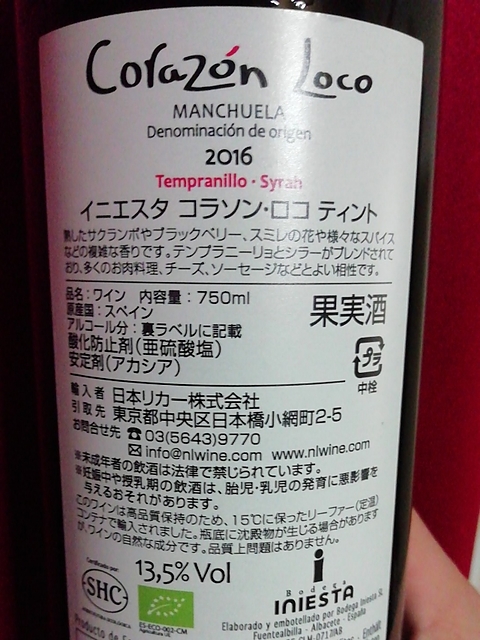 Corazón Loco
MANCHUELA
Denominación de origen
2016
Tempranillo · Syrah
イニエスタ コラソン・ロコ ティント
熟したサクランボやブラックベリー、スミレの花や様々なスパイス
などの複雑な香りです。テンプラニーリョとシラーがブレンドされて
おり、多くのお肉料理、チーズ、ソーセージなどとよい相性です。
品名：ワイン 内容量：750ml
原産国：スペイン
アルコール分：裏ラベルに記載
酸化防止剤（亜硫酸塩）
安定剤（アカシア）
果実酒
プラ
中栓
輸入者 日本リカー株式会社
引取先 東京都中央区日本橋小網町2-5
お問合せ先 ☎ 03(5643)9770
✉ info@nlwine.com www.nlwine.com
※未成年者の飲酒は法律で禁じられています。
※妊娠中や授乳期の飲酒は、胎児・乳児の発育に悪影響を
与えるおそれがあります。
このワインは高品質保持のため、15℃に保ったリーファー(定温)
コンテナで輸入されました。瓶底に沈殿物が生じる場合があります
が、ワインの自然な成分です。品質上問題はありません。
Certificado por
SHC
13,5% Vol
ES-ECO-002-CM
Agricultura UE
Bodega
INIESTA
Elaborado y embotellado por Bodega Iniesta SL
Fuentealbilla - Albacete - España
Producto de